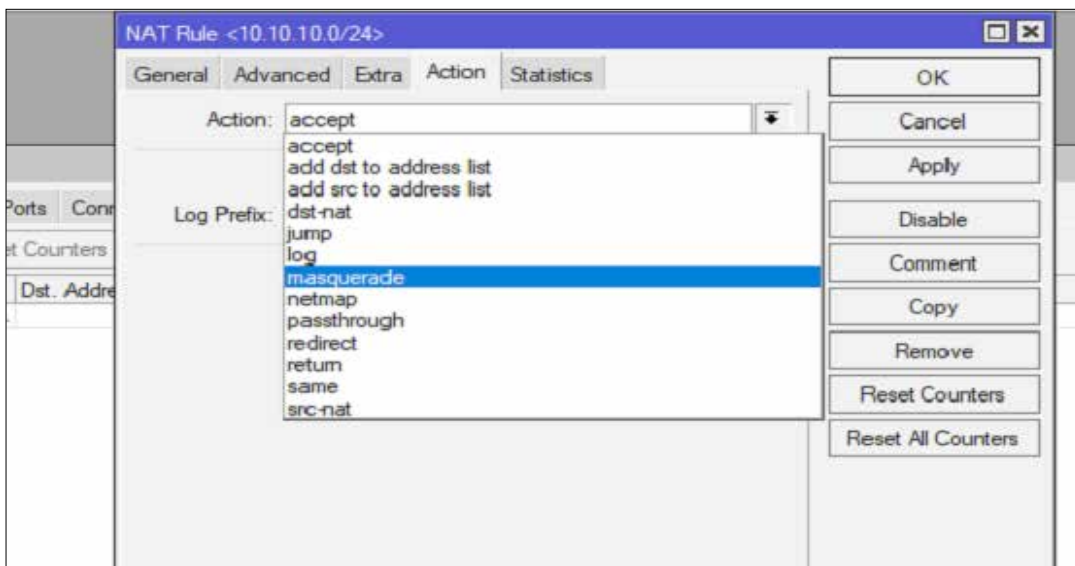 NAT Rule <10.10.10.0/24>
General Advanced Extra Action Statistics
Action: accept
accept
add dst to address list
add src to address list
Log Prefix: dst-nat
jump
log
masquerade
netmap
passthrough
redirect
return
same
src-nat
OK
Cancel
Apply
Disable
Comment
Copy
Remove
Reset Counters
Reset All Counters
Ports
Counters
Dst.